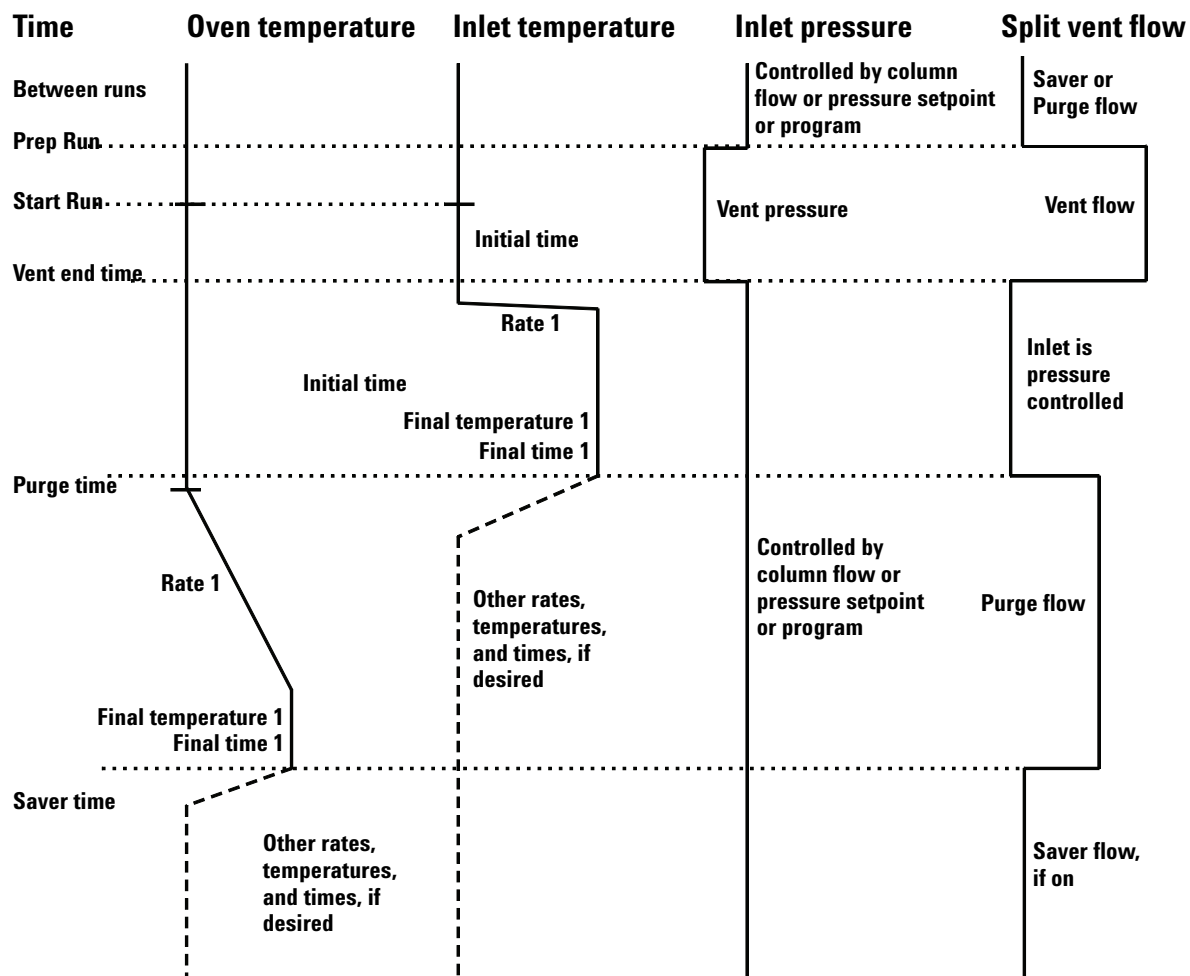 Time Oven temperature Inlet temperature Inlet pressure Split vent flow
Between runs
Controlled by column
flow or pressure setpoint
or program
Saver or
Purge flow
Prep Run
Start Run
Vent pressure
Vent flow
Initial time
Vent end time
Rate 1
Inlet is
pressure
controlled
Initial time
Final temperature 1
Final time 1
Purge time
Rate 1
Other rates,
temperatures,
and times, if
desired
Controlled by
column flow or
pressure setpoint
or program
Purge flow
Final temperature 1
Final time 1
Saver time
Other rates,
temperatures,
and times, if
desired
Saver flow,
if on